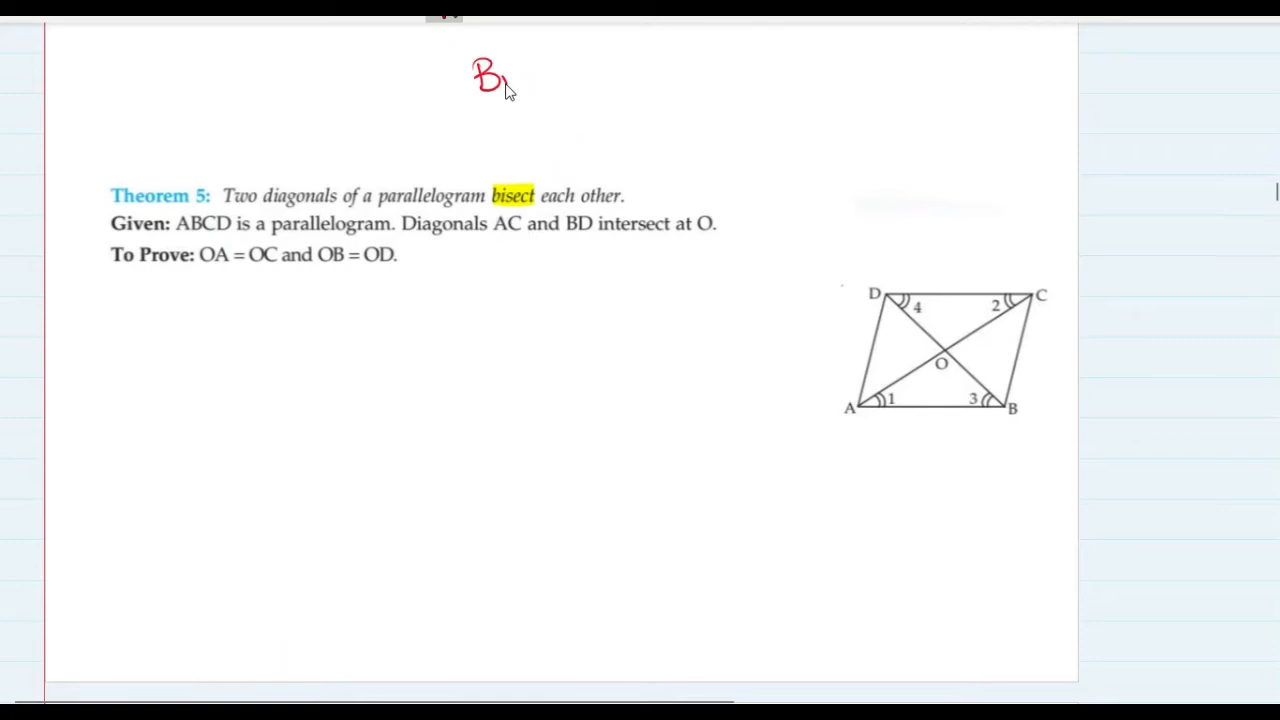 B
Theorem 5: Two diagonals of a parallelogram bisect each other.
Given: ABCD is a parallelogram. Diagonals AC and BD intersect at O.
To Prove: OA = OC and OB = OD.
D 4 2 C
O
A 1 3 B